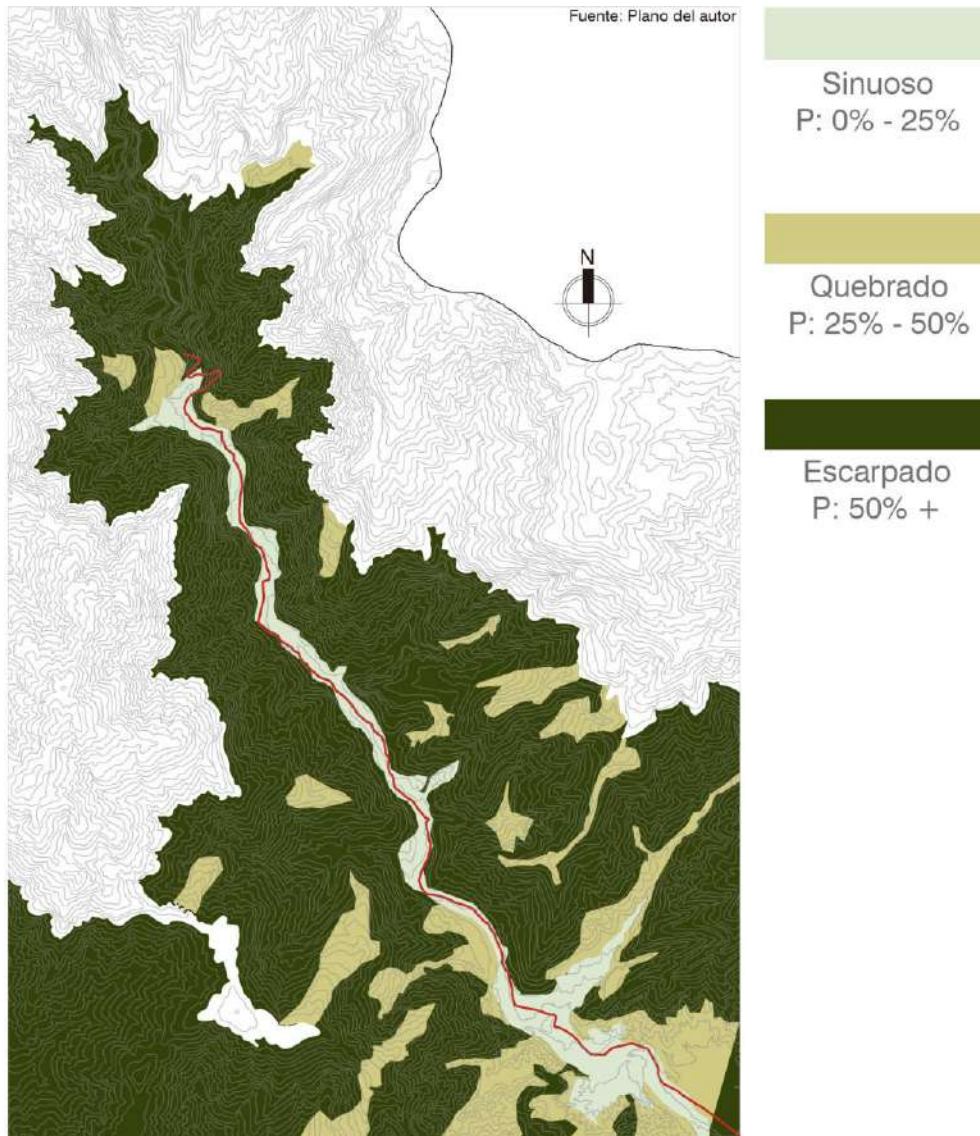 Fuente: Plano del autor
N
Sinuoso
P: 0% - 25%
Quebrado
P: 25% - 50%
Escarpado
P: 50% +